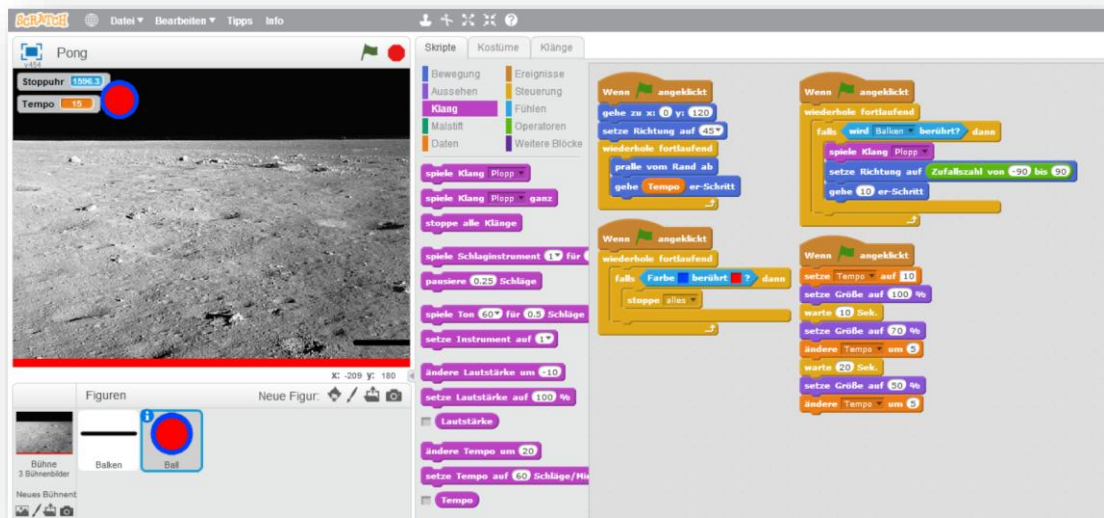 SCRATCH Datei Bearbeiten Tipps Info
Pong
v454
Stoppuhr 1596.3
Tempo 15
x: -209 y: 180
Figuren Neue Figur:
Bühne
3 Bühnenbilder
Neues Bühnent
Balken
Ball
Skripte Kostüme Klänge
Bewegung Ereignisse
Aussehen Steuerung
Klang Fühlen
Malstift Operatoren
Daten Weitere Blöcke
spiele Klang Plopp
spiele Klang Plopp ganz
stoppe alle Klänge
spiele Schlaginstrument 1 für
pausiere 0.25 Schläge
spiele Ton 60 für 0.5 Schläge
setze Instrument auf 1
ändere Lautstärke um -10
setze Lautstärke auf 100 %
Lautstärke
ändere Tempo um 20
setze Tempo auf 60 Schläge/Min
Tempo
Wenn angeklickt
gehe zu x: 0 y: 120
setze Richtung auf 45
wiederhole fortlaufend
pralle vom Rand ab
gehe Tempo er-Schritt
Wenn angeklickt
wiederhole fortlaufend
falls Farbe berührt ? dann
stoppe alles
Wenn angeklickt
wiederhole fortlaufend
falls wird Balken berührt? dann
spiele Klang Plopp
setze Richtung auf Zufallszahl von -90 bis 90
gehe 10 er-Schritt
Wenn angeklickt
setze Tempo auf 10
setze Größe auf 100 %
warte 10 Sek.
setze Größe auf 70 %
ändere Tempo um 5
warte 20 Sek.
setze Größe auf 50 %
ändere Tempo um 5